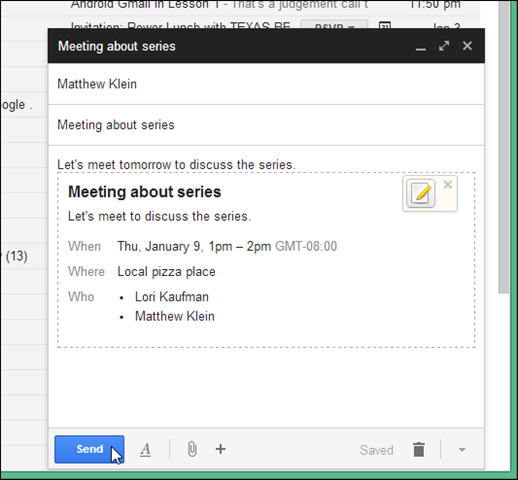 Android Gmail in Lesson 1 - That's a judgement call t 11:50 pm
Invitation: Power Lunch with TEXAS BE RSVP 31 Jan 2
Meeting about series
Matthew Klein
ogle .
Meeting about series
Let's meet tomorrow to discuss the series.
Meeting about series
Let's meet to discuss the series.
When Thu, January 9, 1pm – 2pm GMT-08:00
(13)
Where Local pizza place
Who • Lori Kaufman
• Matthew Klein
Send A Saved